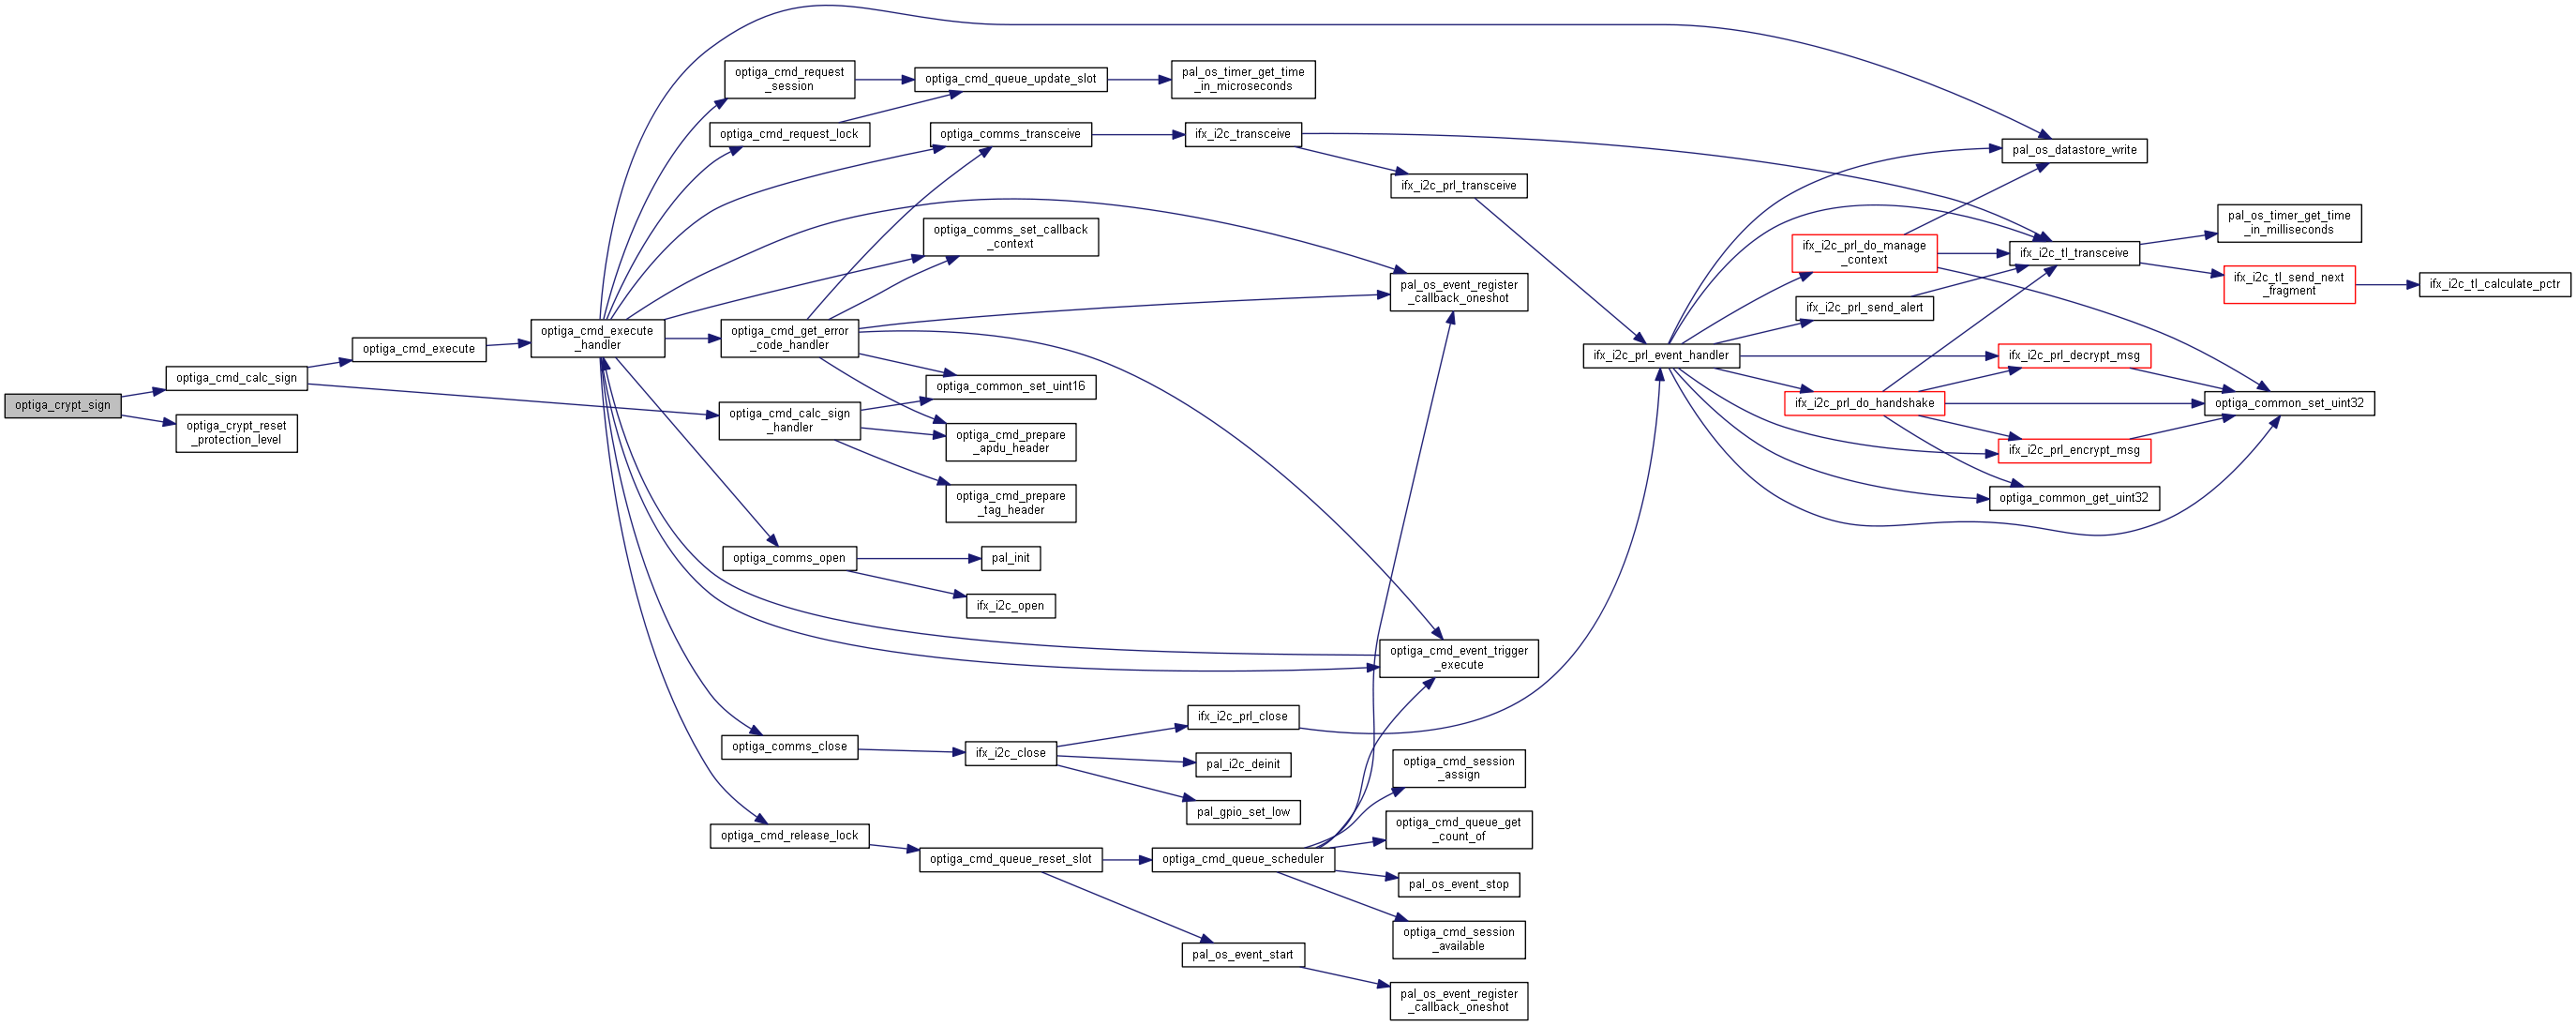 optiga_crypt_sign
optiga_cmd_calc_sign
optiga_crypt_reset
_protection_level
optiga_cmd_execute
optiga_cmd_execute
_handler
optiga_cmd_request
_session
optiga_cmd_request_lock
optiga_cmd_get_error
_code_handler
optiga_cmd_calc_sign
_handler
optiga_comms_open
optiga_comms_close
optiga_cmd_release_lock
optiga_cmd_queue_update_slot
optiga_comms_transceive
optiga_comms_set_callback
_context
optiga_common_set_uint16
optiga_cmd_prepare
_apdu_header
optiga_cmd_prepare
_tag_header
pal_init
ifx_i2c_open
ifx_i2c_close
optiga_cmd_queue_reset_slot
pal_os_timer_get_time
_in_microseconds
ifx_i2c_transceive
ifx_i2c_prl_close
pal_i2c_deinit
pal_gpio_set_low
optiga_cmd_queue_scheduler
pal_os_event_start
ifx_i2c_prl_transceive
pal_os_event_register
_callback_oneshot
optiga_cmd_event_trigger
_execute
optiga_cmd_session
_assign
optiga_cmd_queue_get
_count_of
pal_os_event_stop
optiga_cmd_session
_available
pal_os_event_register
_callback_oneshot
ifx_i2c_prl_event_handler
ifx_i2c_prl_do_manage
_context
ifx_i2c_prl_send_alert
ifx_i2c_prl_do_handshake
pal_os_datastore_write
ifx_i2c_tl_transceive
ifx_i2c_prl_decrypt_msg
ifx_i2c_prl_encrypt_msg
optiga_common_get_uint32
pal_os_timer_get_time
_in_milliseconds
ifx_i2c_tl_send_next
_fragment
optiga_common_set_uint32
ifx_i2c_tl_calculate_pctr